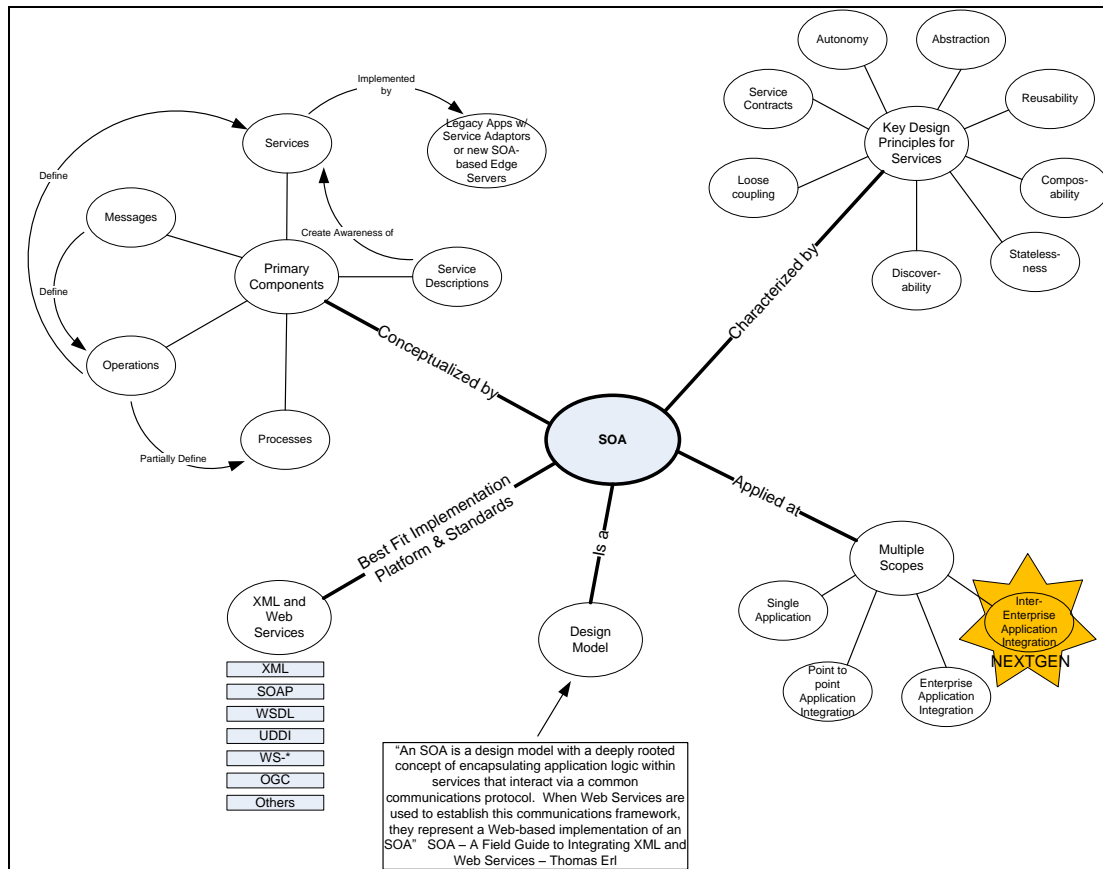 Implemented
by
Services
Legacy Apps w/
Service Adaptors
or new SOA-
based Edge
Servers
Define
Messages
Create Awareness of
Primary
Components
Service
Descriptions
Define
Operations
Processes
Partially Define
Conceptualized by
Autonomy
Abstraction
Service
Contracts
Reusability
Key Design
Principles for
Services
Loose
coupling
Compos-
ability
Stateless-
ness
Discover-
ability
Characterized by
SOA
Applied at
Multiple
Scopes
Single
Application
Point to
point
Application
Integration
Enterprise
Application
Integration
Inter-
Enterprise
Application
Integration
NEXTGEN
Is a
Design
Model
Best Fit Implementation
Platform & Standards
XML and
Web
Services
XML
SOAP
WSDL
UDDI
WS-*
OGC
Others
“An SOA is a design model with a deeply rooted
concept of encapsulating application logic within
services that interact via a common
communications protocol.  When Web Services are
used to establish this communications framework,
they represent a Web-based implementation of an
SOA”   SOA – A Field Guide to Integrating XML and
Web Services – Thomas Erl